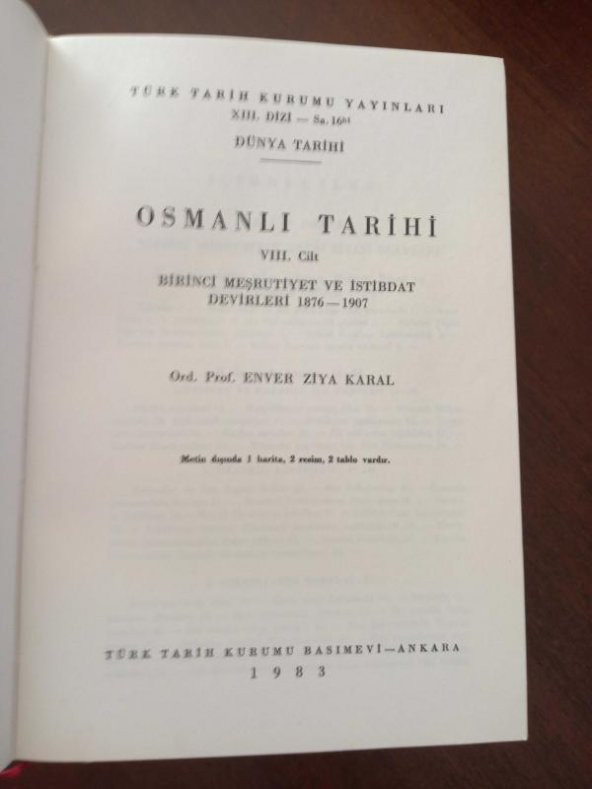 TÜRK TARİH KURUMU YAYINLARI
XIII. DİZİ — Sa. 16b4
DÜNYA TARİHİ
OSMANLI TARİHİ
VIII. Cilt
BİRİNCİ MEŞRUTİYET VE İSTİBDAT
DEVİRLERİ 1876—1907
Ord. Prof. ENVER ZİYA KARAL
Metin dışında 1 harita, 2 resim, 2 tablo vardır.
TÜRK TARİH KURUMU BASIMEVİ—ANKARA
1983